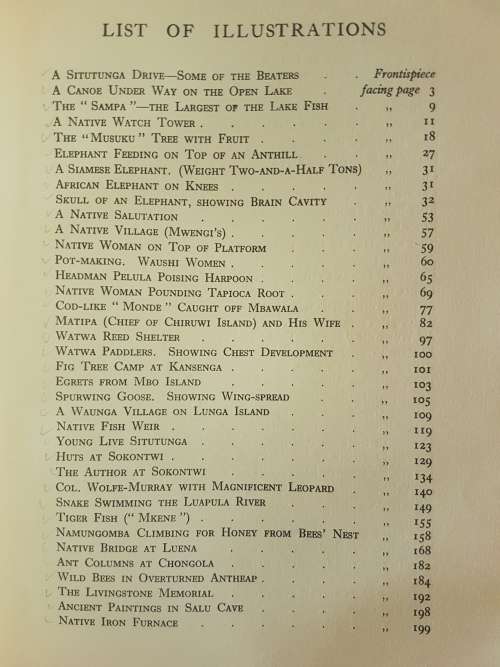 LIST OF ILLUSTRATIONS
A Situtunga Drive—Some of the Beaters . . Frontispiece
A Canoe Under Way on the Open Lake . facing page 3
The "Sampa"—the Largest of the Lake Fish . „ 9
A Native Watch Tower . . . . . „ 11
The "Musuku" Tree with Fruit . . . . „ 18
Elephant Feeding on Top of an Anthill . . „ 27
A Siamese Elephant. (Weight Two-and-a-Half Tons) „ 31
African Elephant on Knees . . . . „ 31
Skull of an Elephant, showing Brain Cavity . „ 32
A Native Salutation . . . . . „ 53
A Native Village (Mwengi's) . . . . „ 57
Native Woman on Top of Platform . . . „ 59
Pot-making. Waushi Women . . . . „ 60
Headman Pelula Poising Harpoon . . . „ 65
Native Woman Pounding Tapioca Root . . . „ 69
Cod-like "Monde" Caught off Mbawala . . „ 77
Matipa (Chief of Chiruwi Island) and His Wife . „ 82
Watwa Reed Shelter . . . . . „ 97
Watwa Paddlers. Showing Chest Development . „ 100
Fig Tree Camp at Kansenga . . . . „ 101
Egrets from Mbo Island . . . . „ 103
Spurwing Goose. Showing Wing-spread . . „ 105
A Waunga Village on Lunga Island . . . „ 109
Native Fish Weir . . . . . . „ 119
Young Live Situtunga . . . . . „ 123
Huts at Sokontwi . . . . . . „ 129
The Author at Sokontwi . . . . „ 134
Col. Wolfe-Murray with Magnificent Leopard . „ 140
Snake Swimming the Luapula River . . . „ 149
Tiger Fish ("Mkene") . . . . . „ 155
Namungomba Climbing for Honey from Bees' Nest „ 158
Native Bridge at Luena . . . . „ 168
Ant Columns at Chongola . . . . „ 182
Wild Bees in Overturned Antheap . . . . „ 184
The Livingstone Memorial . . . . „ 192
Ancient Paintings in Salu Cave . . . . „ 198
Native Iron Furnace . . . . . „ 199